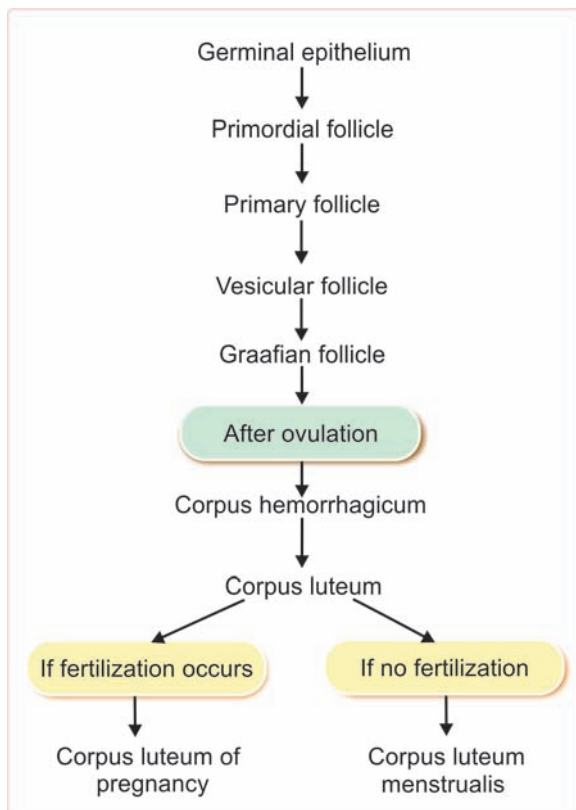 Germinal epithelium
Primordial follicle
Primary follicle
Vesicular follicle
Graafian follicle
After ovulation
Corpus hemorrhagicum
Corpus luteum
If fertilization occurs
If no fertilization
Corpus luteum of
pregnancy
Corpus luteum
menstrualis